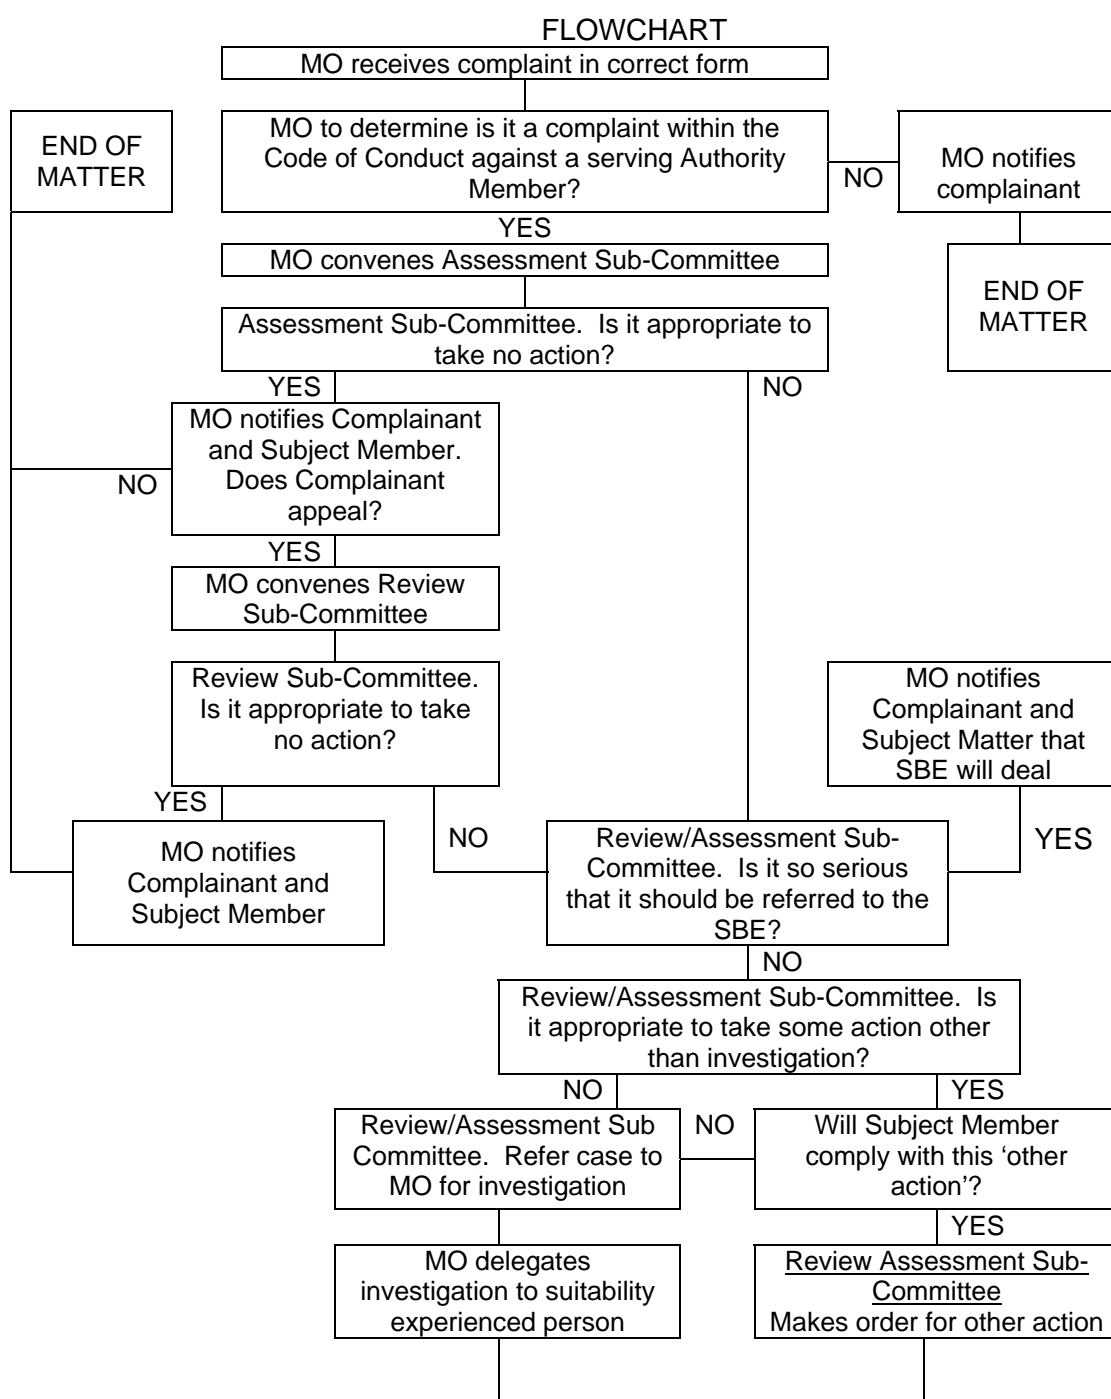 FLOWCHART
MO receives complaint in correct form
END OF
MATTER
MO to determine is it a complaint within the
Code of Conduct against a serving Authority
Member?
NO
MO notifies
complainant
YES
MO convenes Assessment Sub-Committee
END OF
MATTER
Assessment Sub-Committee. Is it appropriate to
take no action?
YES
NO
MO notifies Complainant
and Subject Member.
Does Complainant
appeal?
NO
YES
MO convenes Review
Sub-Committee
Review Sub-Committee.
Is it appropriate to take
no action?
MO notifies
Complainant and
Subject Matter that
SBE will deal
YES
NO
YES
MO notifies
Complainant and
Subject Member
Review/Assessment Sub-
Committee. Is it so serious
that it should be referred to the
SBE?
NO
Review/Assessment Sub-Committee. Is
it appropriate to take some action other
than investigation?
NO
YES
Review/Assessment Sub
Committee. Refer case to
MO for investigation
NO
Will Subject Member
comply with this ‘other
action’?
YES
MO delegates
investigation to suitability
experienced person
Review Assessment Sub-
Committee
Makes order for other action